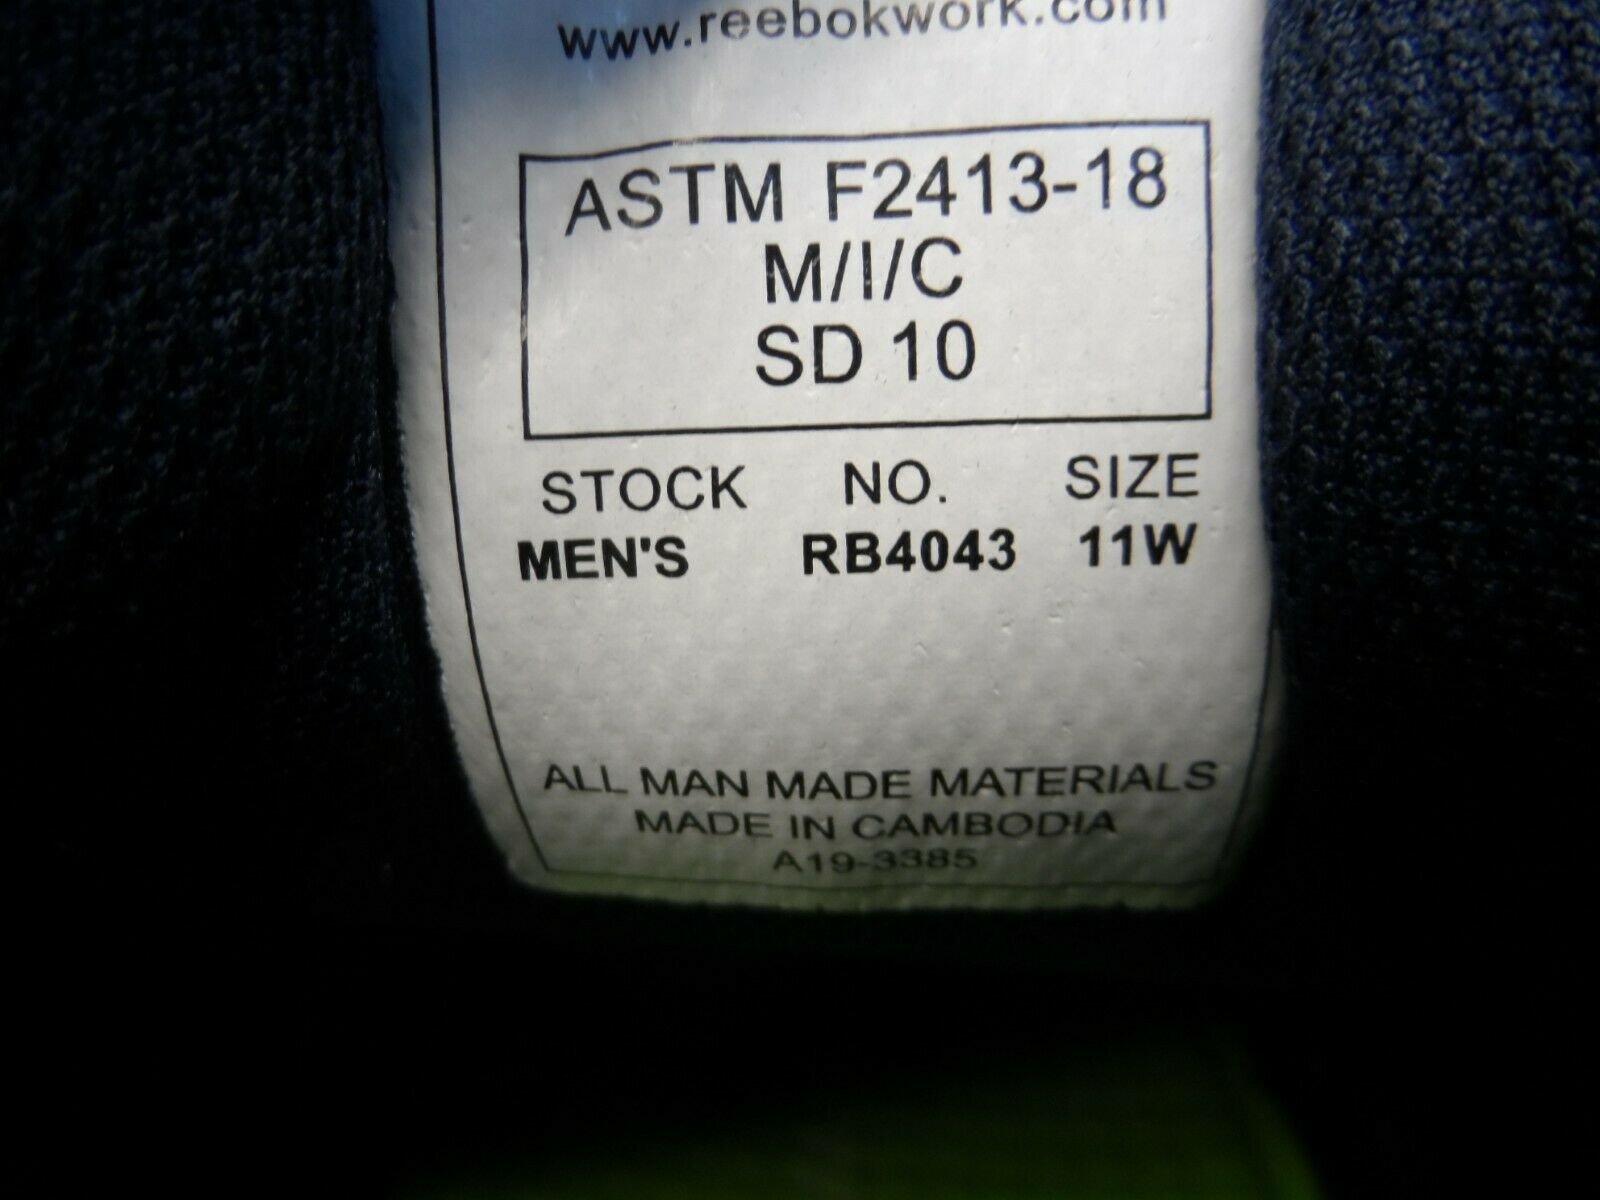 www.reebokwork.com
ASTM F2413-18
M/I/C
SD 10
STOCK NO. SIZE
MEN'S RB4043 11W
ALL MAN MADE MATERIALS
MADE IN CAMBODIA
A19-3385